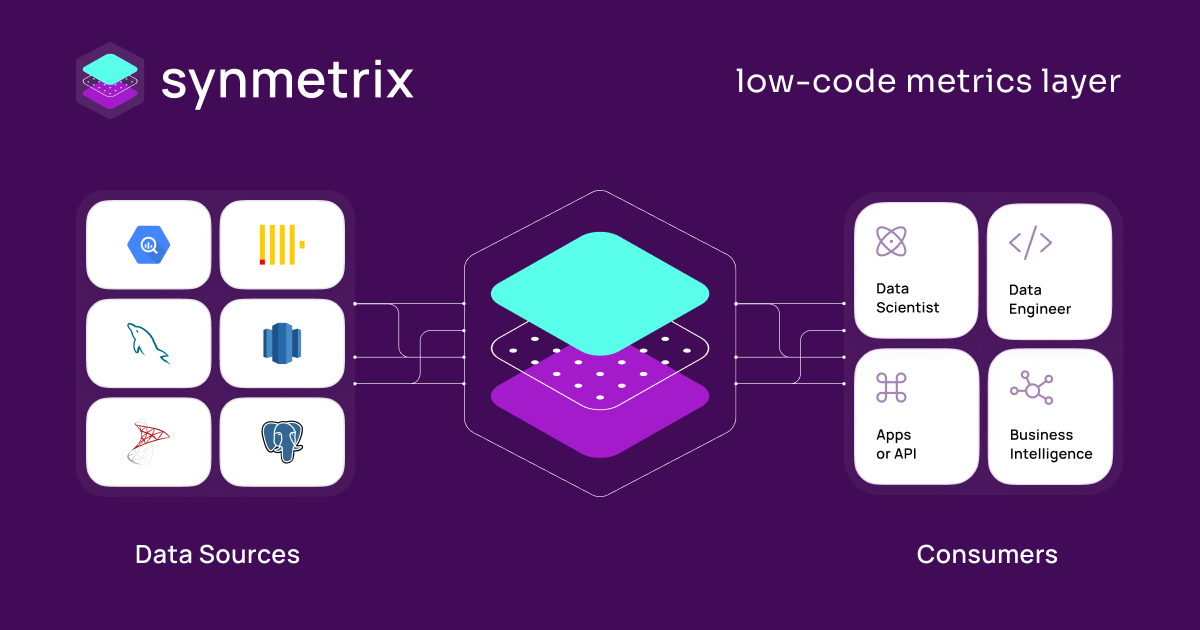 synmetrix
low-code metrics layer
Data
Scientist
Data
Engineer
Apps
or API
Business
Intelligence
Data Sources
Consumers